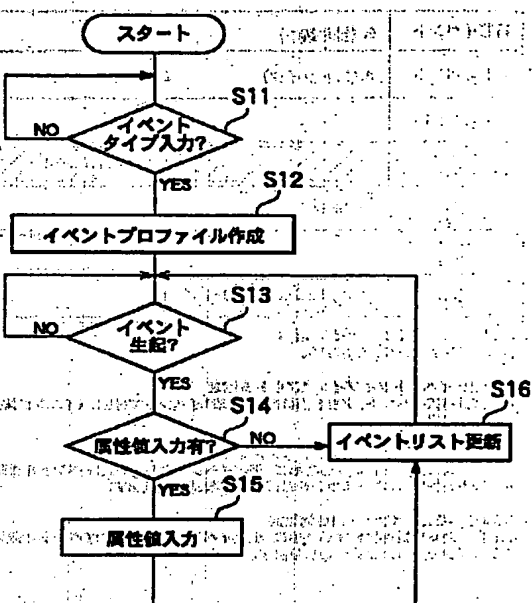 スタート
S11
イベント
タイプ入力?
NO
YES
S12
イベントプロファイル作成
S13
イベント
生起?
NO
YES
S14
属性値入力有?
NO
S16
イベントリスト更新
YES
S15
属性値入力